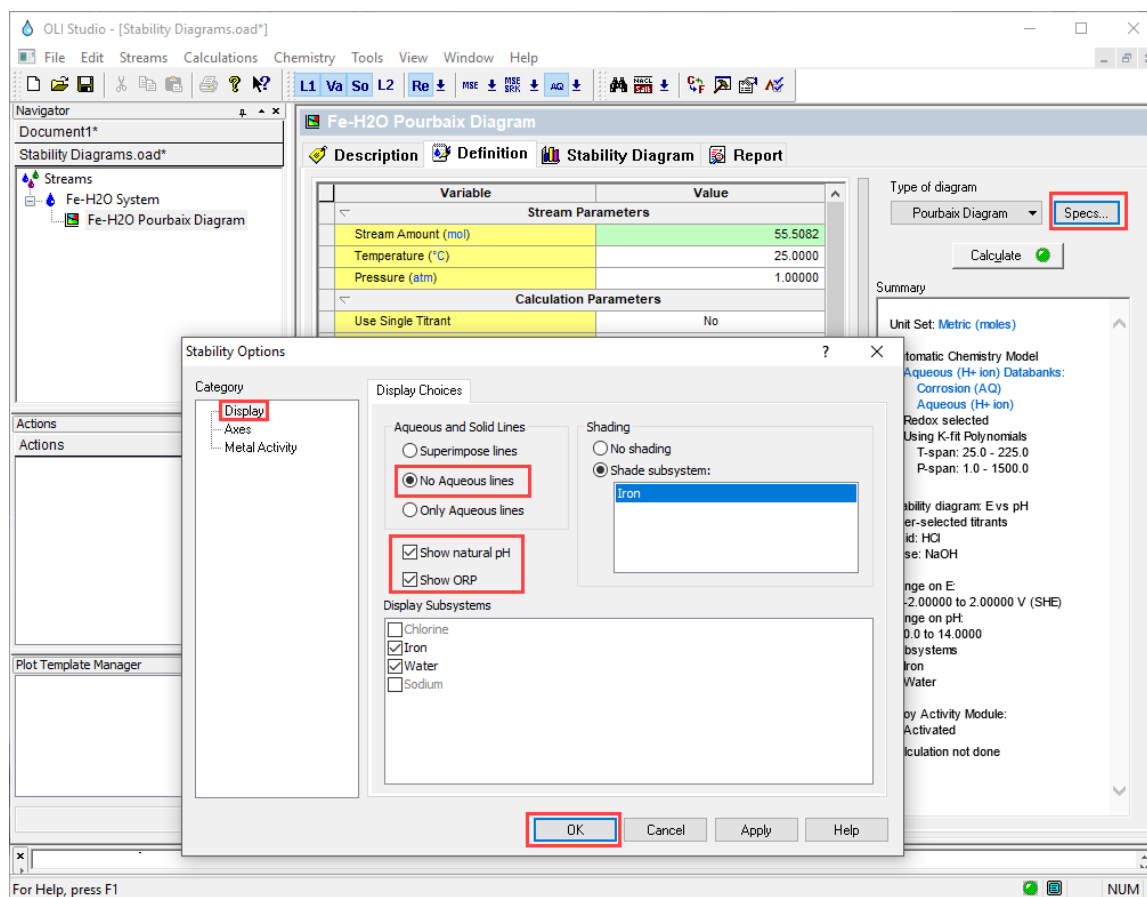 OLI Studio - [Stability Diagrams.oad*]
File Edit Streams Calculations Chemistry Tools View Window Help
L1 Va So L2 Re MSE MSE SRK AQ
Navigator
Document1*
Stability Diagrams.oad*
Streams
Fe-H2O System
Fe-H2O Pourbaix Diagram
Actions
Actions
Plot Template Manager
Fe-H2O Pourbaix Diagram
Description Definition Stability Diagram Report
Variable Value
Stream Parameters
Stream Amount (mol) 55.5082
Temperature (°C) 25.0000
Pressure (atm) 1.00000
Calculation Parameters
Use Single Titrant No
Type of diagram
Pourbaix Diagram Specs...
Calculate
Summary
Unit Set: Metric (moles)
tomatic Chemistry Model
Aqueous (H+ ion) Databanks:
Corrosion (AQ)
Aqueous (H+ ion)
Redox selected
Using K-fit Polynomials
T-span: 25.0 - 225.0
P-span: 1.0 - 1500.0
ability diagram: E vs pH
er-selected titrants
id: HCl
se: NaOH
nge on E:
-2.00000 to 2.00000 V (SHE)
nge on pH:
0.0 to 14.0000
bsystems
Iron
Water
oy Activity Module:
Activated
lculation not done
Stability Options ?
Category
Display
Axes
Metal Activity
Display Choices
Aqueous and Solid Lines
Superimpose lines
No Aqueous lines
Only Aqueous lines
Show natural pH
Show ORP
Shading
No shading
Shade subsystem:
Iron
Display Subsystems
Chlorine
Iron
Water
Sodium
OK Cancel Apply Help
For Help, press F1 NUM